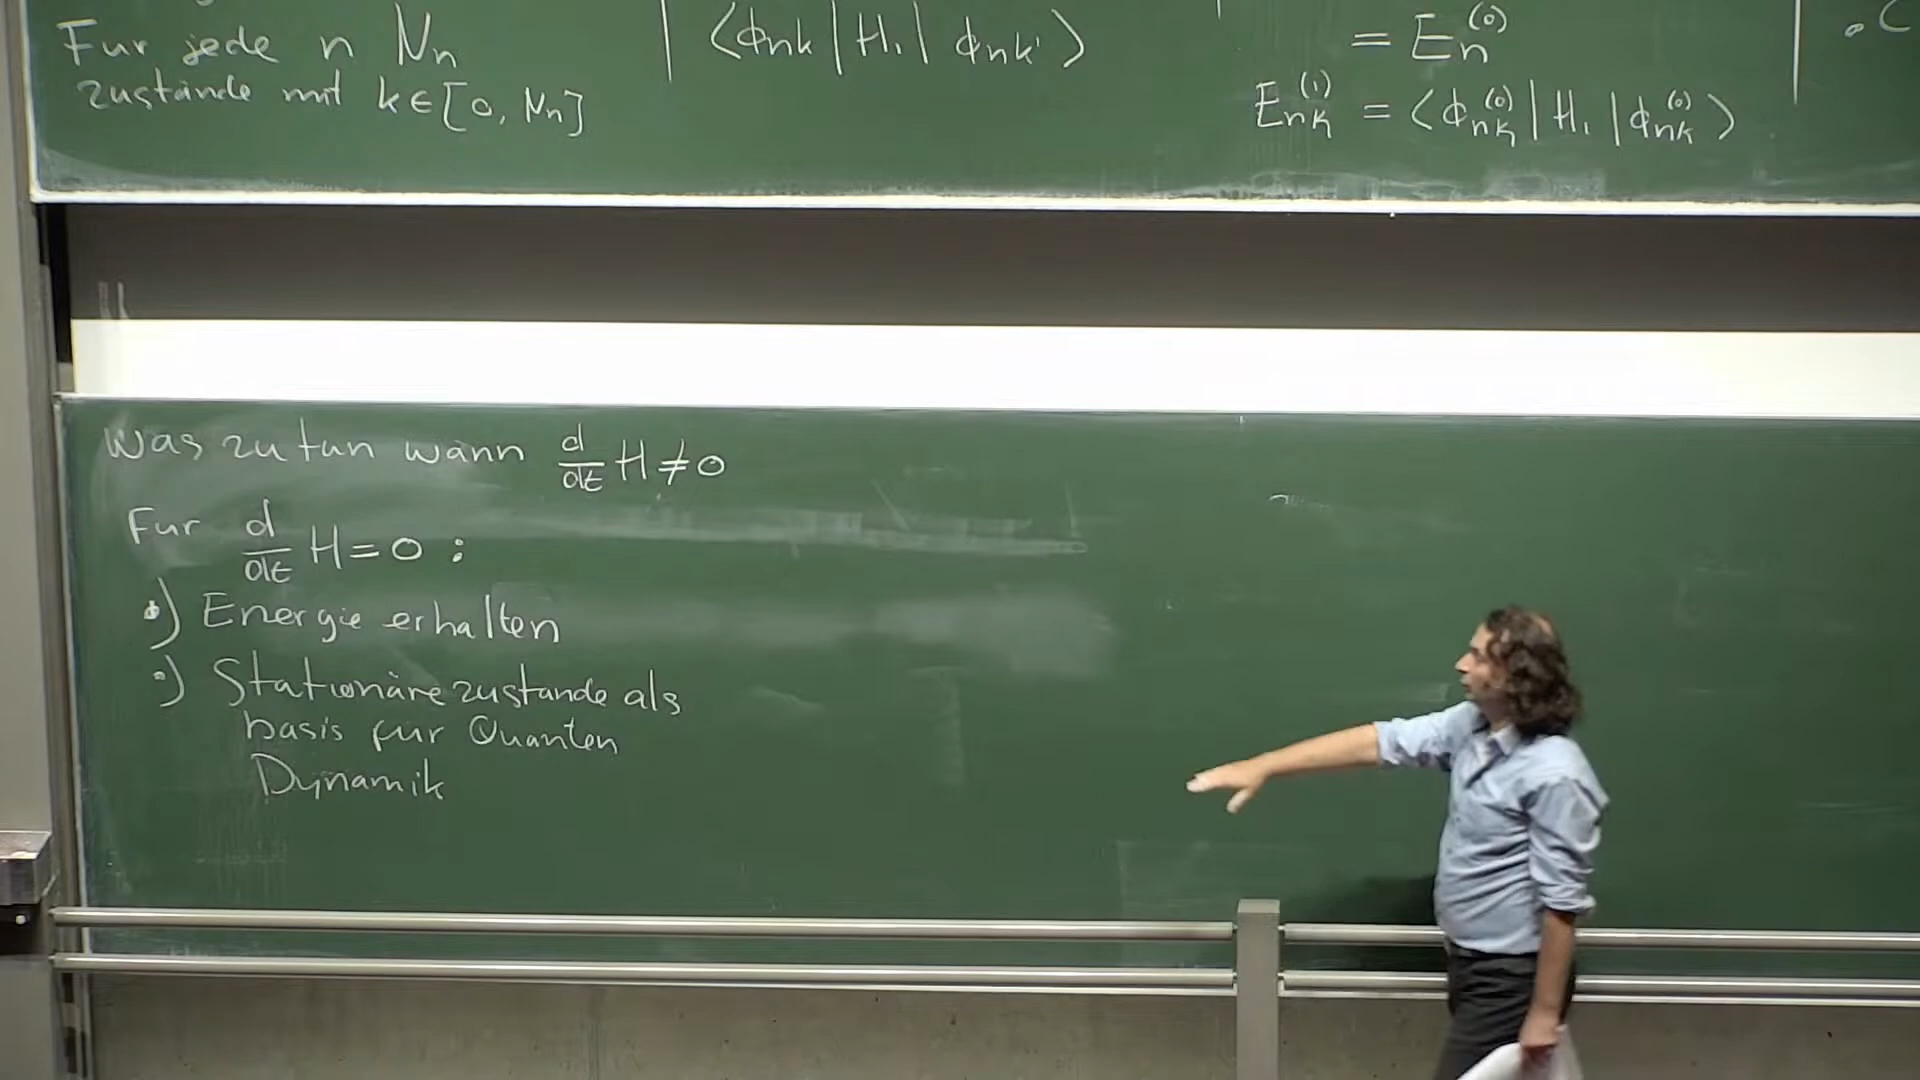 Fur jede n Nn
zustände mit k ∈ [0, Nn]
⟨ϕnk | H₁ | ϕnk'⟩
= En⁽⁰⁾
Enk⁽¹⁾ = ⟨ϕnk⁽⁰⁾ | H₁ | ϕnk⁽⁰⁾⟩
Was zu tun wann d/dt H ≠ 0
Fur d/dt H = 0 :
•) Energie erhalten
•) Stationäre zustande als
basis fur Quanten
Dynamik